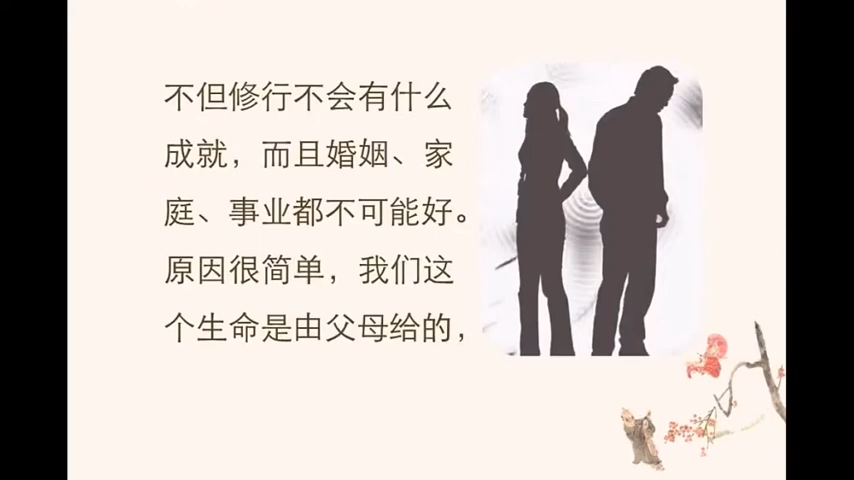 不但修行不会有什么
成就，而且婚姻、家
庭、事业都不可能好。
原因很简单，我们这
个生命是由父母给的，